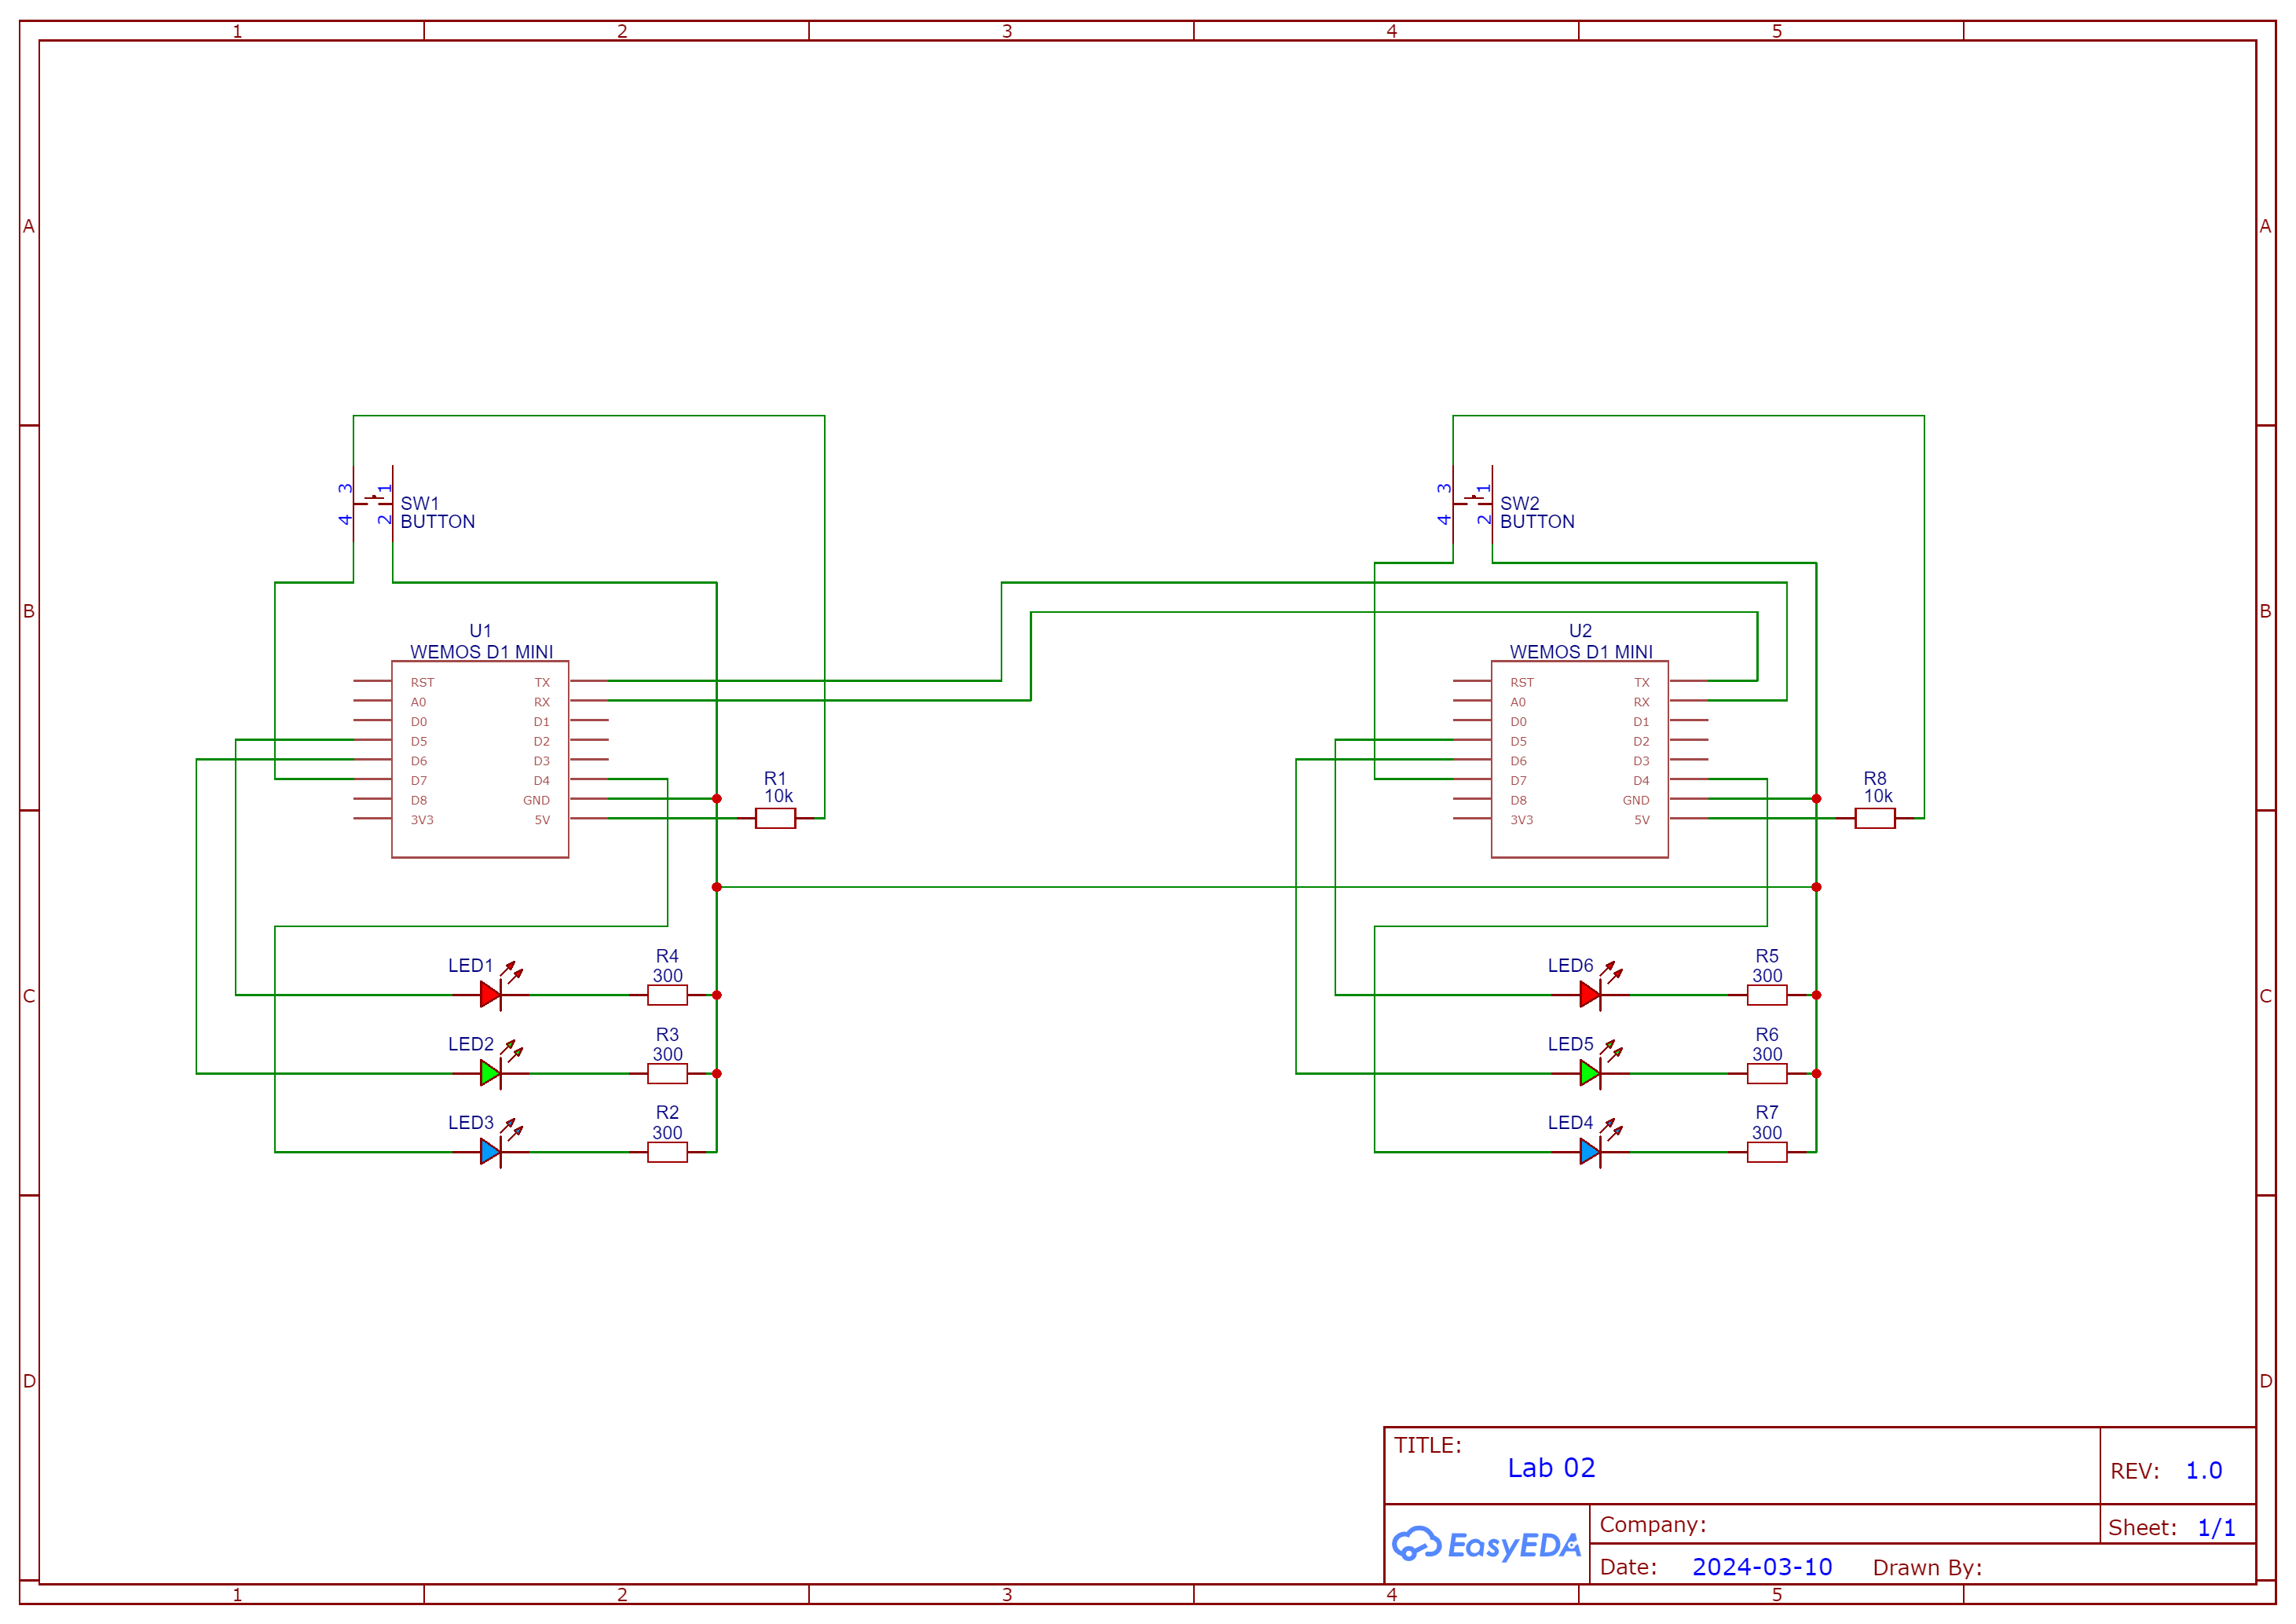 1 2 3 4 5
A A
3 1
4 2
SW1
BUTTON
3 1
4 2
SW2
BUTTON
B B
U1
WEMOS D1 MINI
RST TX
A0 RX
D0 D1
D5 D2
D6 D3
D7 D4
D8 GND
3V3 5V
R1
10k
U2
WEMOS D1 MINI
RST TX
A0 RX
D0 D1
D5 D2
D6 D3
D7 D4
D8 GND
3V3 5V
R8
10k
C C
LED1
R4
300
LED2
R3
300
LED3
R2
300
LED6
R5
300
LED5
R6
300
LED4
R7
300
D D
TITLE:
Lab 02
REV: 1.0
EasyEDA
Company:
Sheet: 1/1
Date: 2024-03-10 Drawn By:
1 2 3 4 5